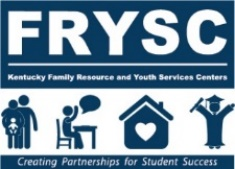 FRYSC
Kentucky Family Resource and Youth Services Centers
Creating Partnerships for Student Success